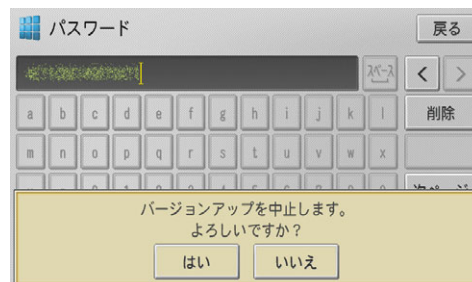 パスワード
戻る
スペース
< >
a b c d e f g h i j k l
削除
m n o p q r s t u v w x
バージョンアップを中止します。
よろしいですか？
はい いいえ